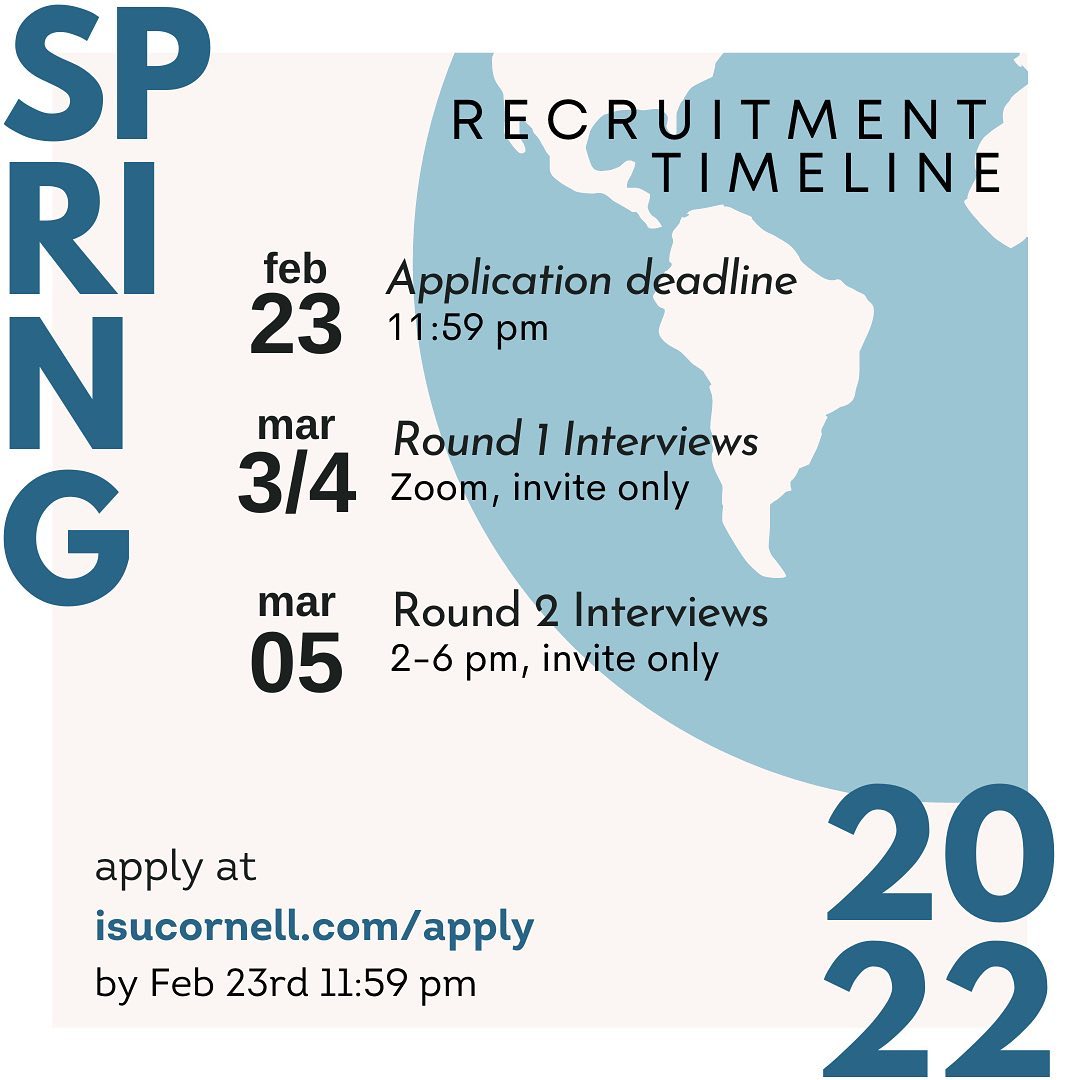 SP
RI
N
G
RECRUITMENT
TIMELINE
feb
23
Application deadline
11:59 pm
mar
3/4
Round 1 Interviews
Zoom, invite only
mar
05
Round 2 Interviews
2-6 pm, invite only
apply at
isucornell.com/apply
by Feb 23rd 11:59 pm
20
22